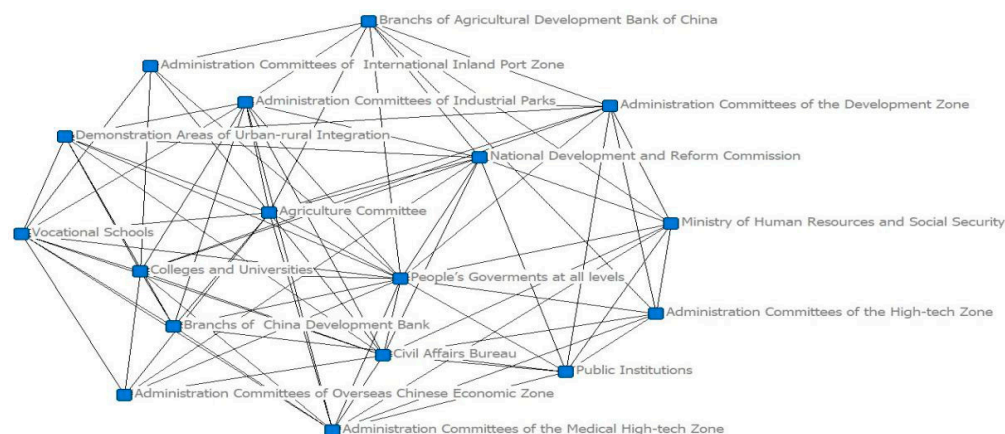 Branchs of Agricultural Development Bank of China
Administration Committees of International Inland Port Zone
Administration Committees of Industrial Parks
Administration Committees of the Development Zone
Demonstration Areas of Urban-rural Integration
National Development and Reform Commission
Agriculture Committee
Ministry of Human Resources and Social Security
Vocational Schools
Colleges and Universities
People's Goverments at all levels
Administration Committees of the High-tech Zone
Branchs of China Development Bank
Civil Affairs Bureau
Public Institutions
Administration Committees of Overseas Chinese Economic Zone
Administration Committees of the Medical High-tech Zone